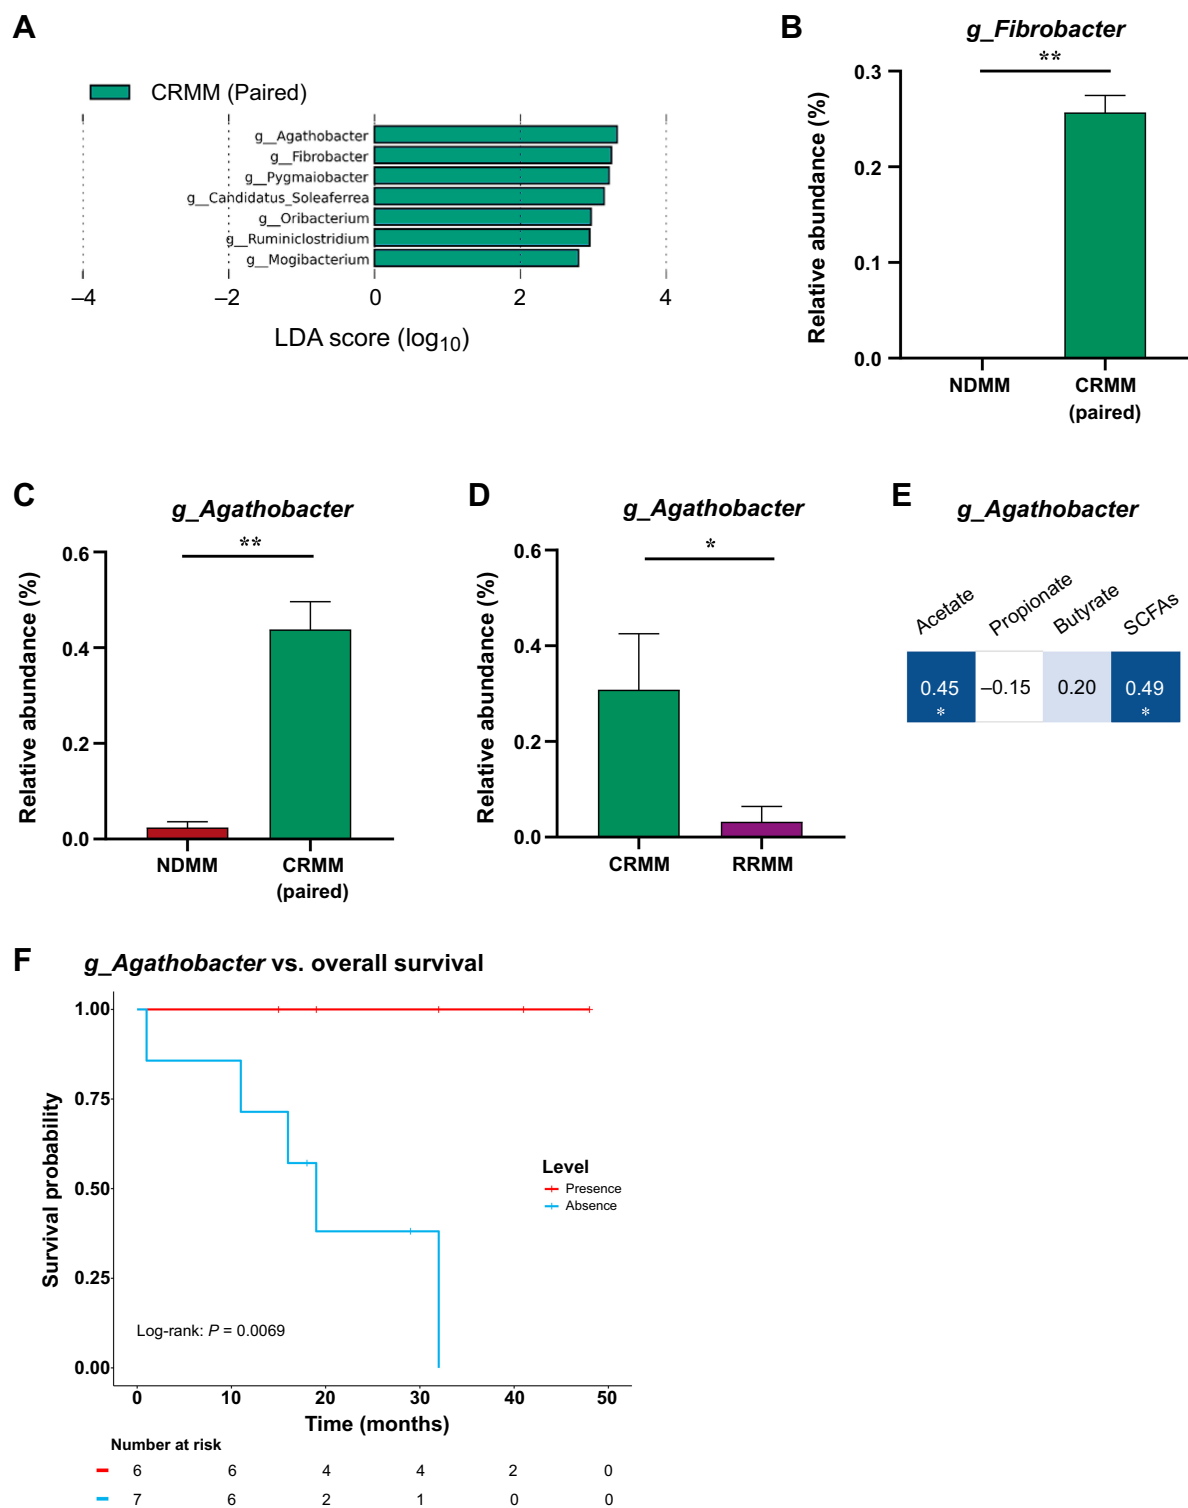 A
CRMM (Paired)
g__Agathobacter
g__Fibrobacter
g__Pygmaiobacter
g__Candidatus_Soleaferrea
g__Oribacterium
g__Ruminiclostridium
g__Mogibacterium
–4 –2 0 2 4
LDA score (log10)
B
g_Fibrobacter
**
Relative abundance (%)
0.3
0.2
0.1
0.0
NDMM CRMM
(paired)
C
g_Agathobacter
**
Relative abundance (%)
0.6
0.4
0.2
0.0
NDMM CRMM
(paired)
D
g_Agathobacter
*
Relative abundance (%)
0.6
0.4
0.2
0.0
CRMM RRMM
E
g_Agathobacter
Acetate Propionate Butyrate SCFAs
0.45 –0.15 0.20 0.49
* *
F
g_Agathobacter vs. overall survival
Survival probability
1.00
0.75
0.50
0.25
0.00
Level
Presence
Absence
Log-rank: P = 0.0069
0 10 20 30 40 50
Time (months)
Number at risk
6 6 4 4 2 0
7 6 2 1 0 0